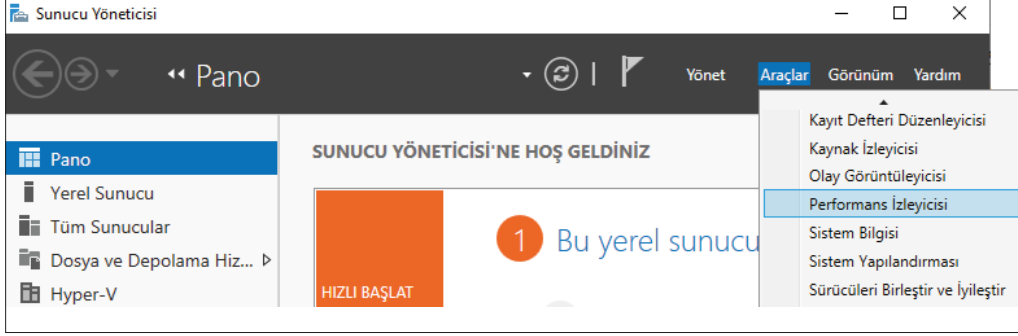 Sunucu Yöneticisi
Pano
Yönet Araçlar Görünüm Yardım
Pano
Yerel Sunucu
Tüm Sunucular
Dosya ve Depolama Hiz...
Hyper-V
SUNUCU YÖNETİCİSİ'NE HOŞ GELDİNİZ
1 Bu yerel sunucu
HIZLI BAŞLAT
Kayıt Defteri Düzenleyicisi
Kaynak İzleyicisi
Olay Görüntüleyicisi
Performans İzleyicisi
Sistem Bilgisi
Sistem Yapılandırması
Sürücüleri Birleştir ve İyileştir